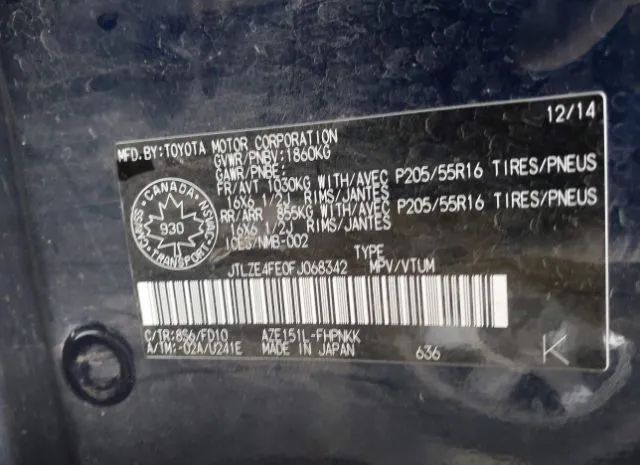 12/14
MFD.BY:TOYOTA MOTOR CORPORATION
GVWR/PNBV:1860KG
GAWR/PNBE:
FR/AVT 1030KG WITH/AVEC P205/55R16 TIRES/PNEUS
16X6 1/2J RIMS/JANTES
RR/ARR 855KG WITH/AVEC P205/55R16 TIRES/PNEUS
16X6 1/2J RIMS/JANTES
ICES/NMB-002
CANADA
NSVAC
CMVSS
930
TYPE
JTLZE4FE0FJ068342 MPV/VTUM
C/TR:8S6/FD10 AZE151L-FHPNKK
A/TM:-02A/U241E MADE IN JAPAN 636
K